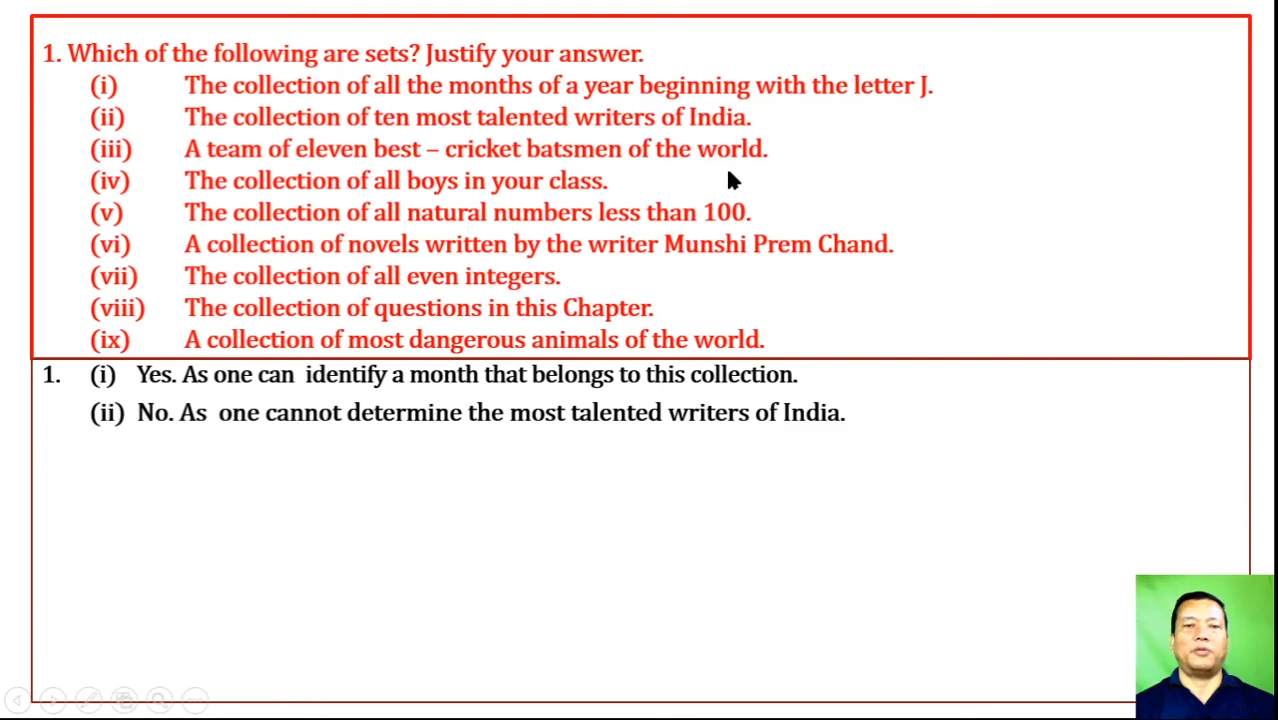 1. Which of the following are sets? Justify your answer.
(i) The collection of all the months of a year beginning with the letter J.
(ii) The collection of ten most talented writers of India.
(iii) A team of eleven best – cricket batsmen of the world.
(iv) The collection of all boys in your class.
(v) The collection of all natural numbers less than 100.
(vi) A collection of novels written by the writer Munshi Prem Chand.
(vii) The collection of all even integers.
(viii) The collection of questions in this Chapter.
(ix) A collection of most dangerous animals of the world.
1. (i) Yes. As one can identify a month that belongs to this collection.
(ii) No. As one cannot determine the most talented writers of India.